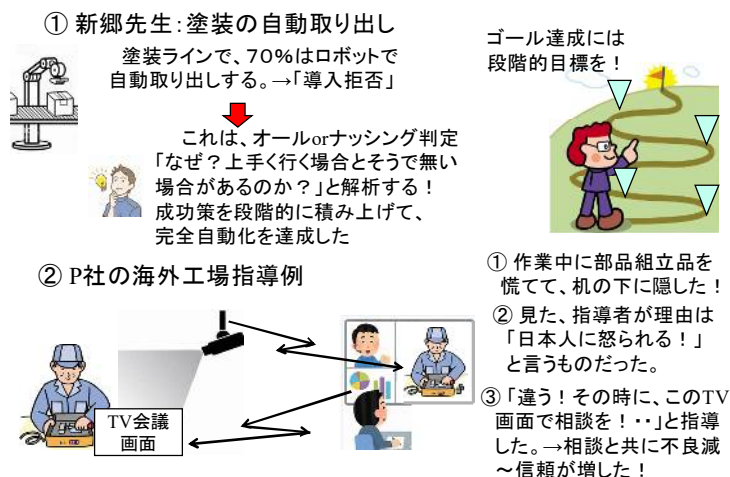 ① 新郷先生：塗装の自動取り出し
塗装ラインで、70%はロボットで
自動取り出しする。→「導入拒否」
これは、オールorナッシング判定
「なぜ？上手く行く場合とそうで無い
場合があるのか？」と解析する！
成功策を段階的に積み上げて、
完全自動化を達成した
ゴール達成には
段階的目標を！
② P社の海外工場指導例
TV会議
画面
① 作業中に部品組立品を
慌てて、机の下に隠した！
② 見た、指導者が理由は
「日本人に怒られる！」
と言うものだった。
③「違う！その時に、このTV
画面で相談を！‥」と指導
した。→相談と共に不良減
～信頼が増した！